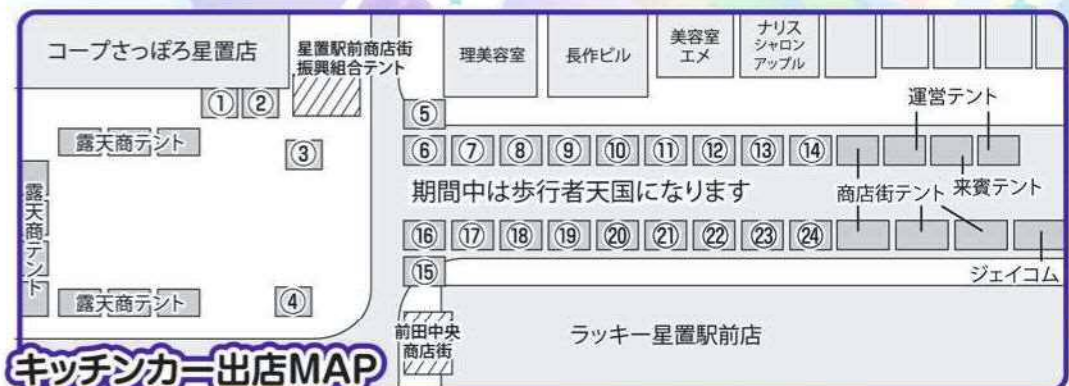 コープさっぽろ星置店
星置駅前商店街
振興組合テント
理美容室
長作ビル
美容室
エメ
ナリス
シャロン
アップル
運営テント
① ②
⑤
露天商テント
③
⑥ ⑦ ⑧ ⑨ ⑩ ⑪ ⑫ ⑬ ⑭
期間中は歩行者天国になります
商店街テント
来賓テント
露天商テント
⑯ ⑰ ⑱ ⑲ ⑳ ㉑ ㉒ ㉓ ㉔
⑮
ジェイコム
露天商テント
④
前田中央
商店街
ラッキー星置駅前店
キッチンカー出店MAP